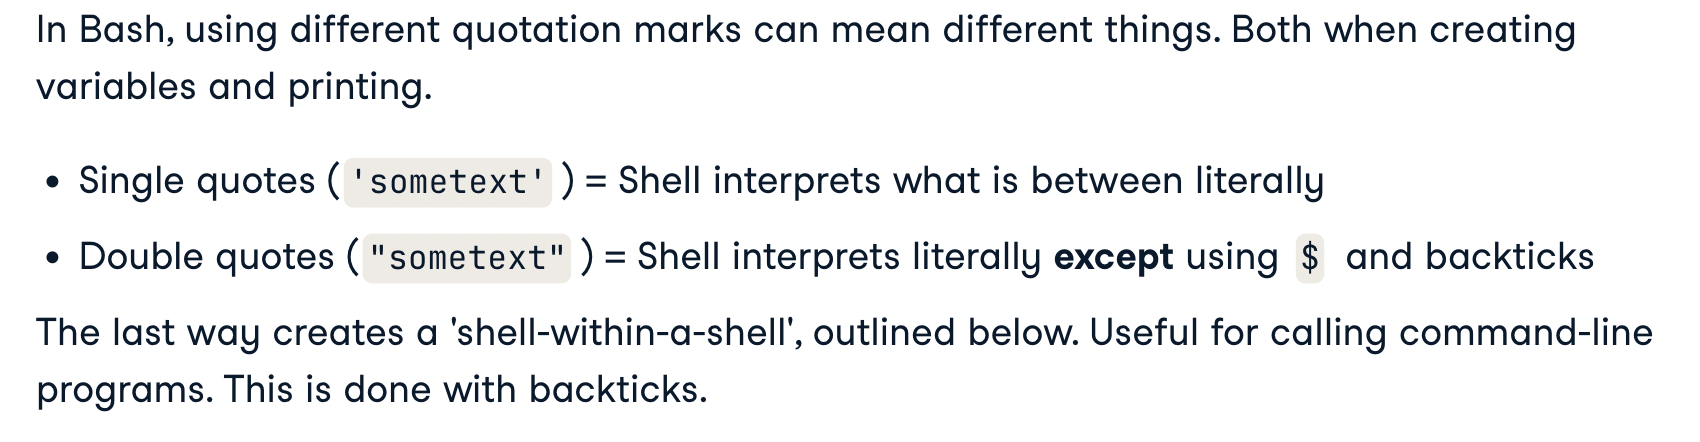 In Bash, using different quotation marks can mean different things. Both when creating
variables and printing.
• Single quotes ( 'sometext' ) = Shell interprets what is between literally
• Double quotes ( "sometext" ) = Shell interprets literally except using $ and backticks
The last way creates a 'shell-within-a-shell', outlined below. Useful for calling command-line
programs. This is done with backticks.